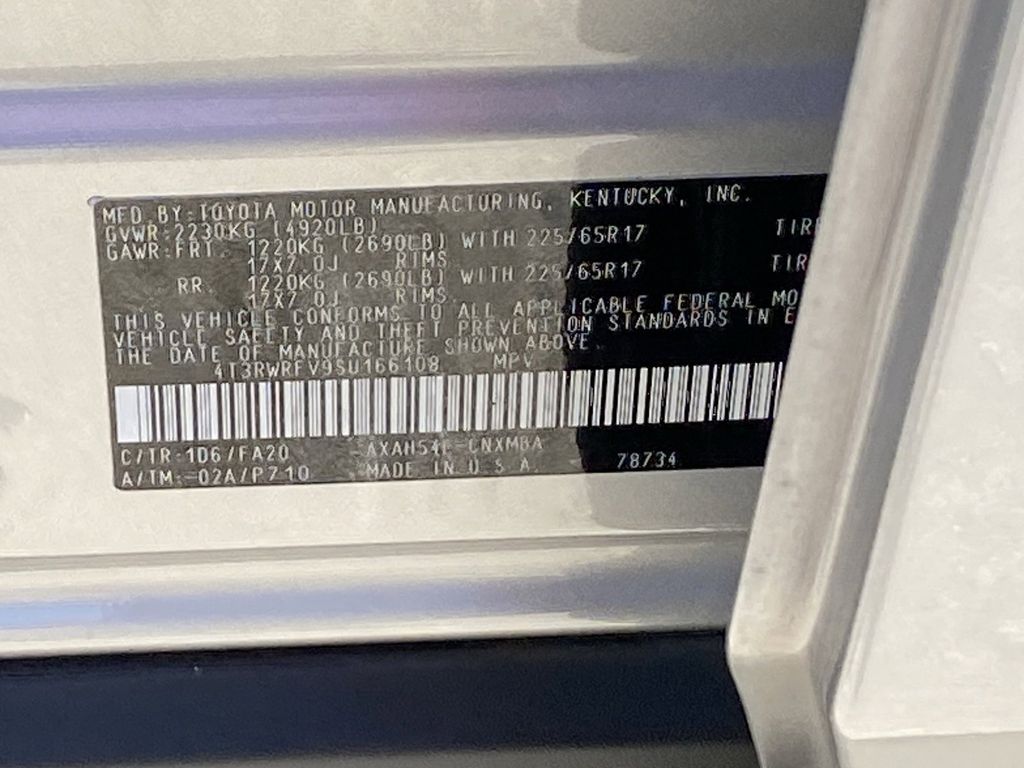 MFD. BY: TOYOTA MOTOR MANUFACTURING, KENTUCKY, INC.
GVWR: 2230KG (4920LB)
GAWR: FRT. 1220KG (2690LB) WITH 225/65R17 TIR
17X7.0J RIMS
RR. 1220KG (2690LB) WITH 225/65R17 TIR
17X7.0J RIMS.
THIS VEHICLE CONFORMS TO ALL APPLICABLE FEDERAL MO
VEHICLE SAFETY AND THEFT PREVENTION STANDARDS IN E
THE DATE OF MANUFACTURE SHOWN ABOVE.
4T3RWRFV9SU166108 MPV
C/TR: 1D6/FA20 AXAH54L-CNXMBA
A/TM: -02A/P710 MADE IN U.S.A. 78734